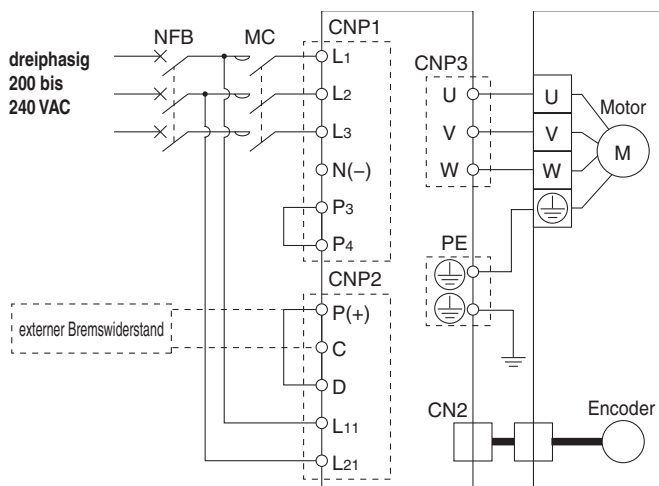 dreiphasig
200 bis
240 VAC
NFB
MC
CNP1
L1
L2
L3
N(−)
P3
P4
CNP2
P(+)
C
D
L11
L21
externer Bremswiderstand
CNP3
U
V
W
PE
CN2
U
V
W
Motor
M
Encoder